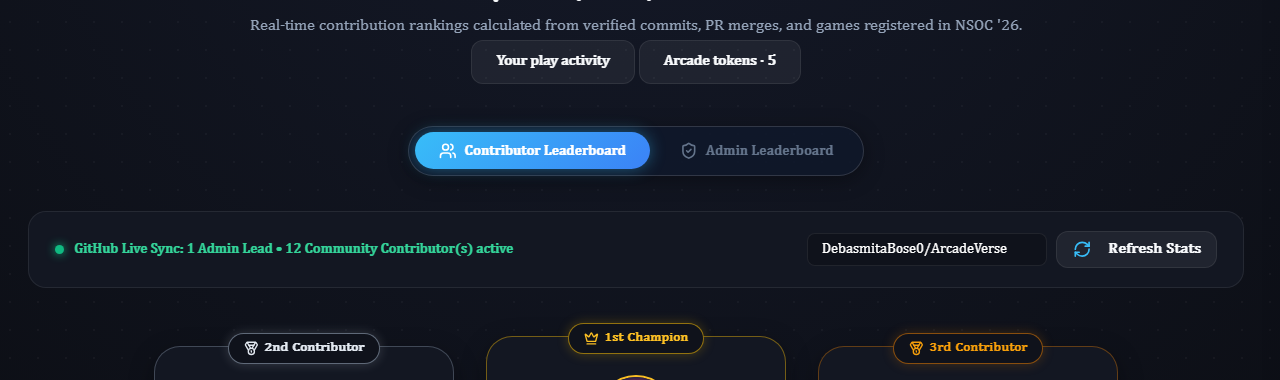 Real-time contribution rankings calculated from verified commits, PR merges, and games registered in NSOC '26.
Your play activity
Arcade tokens · 5
Contributor Leaderboard
Admin Leaderboard
GitHub Live Sync: 1 Admin Lead • 12 Community Contributor(s) active
DebasmitaBose0/ArcadeVerse
Refresh Stats
2nd Contributor
1st Champion
3rd Contributor